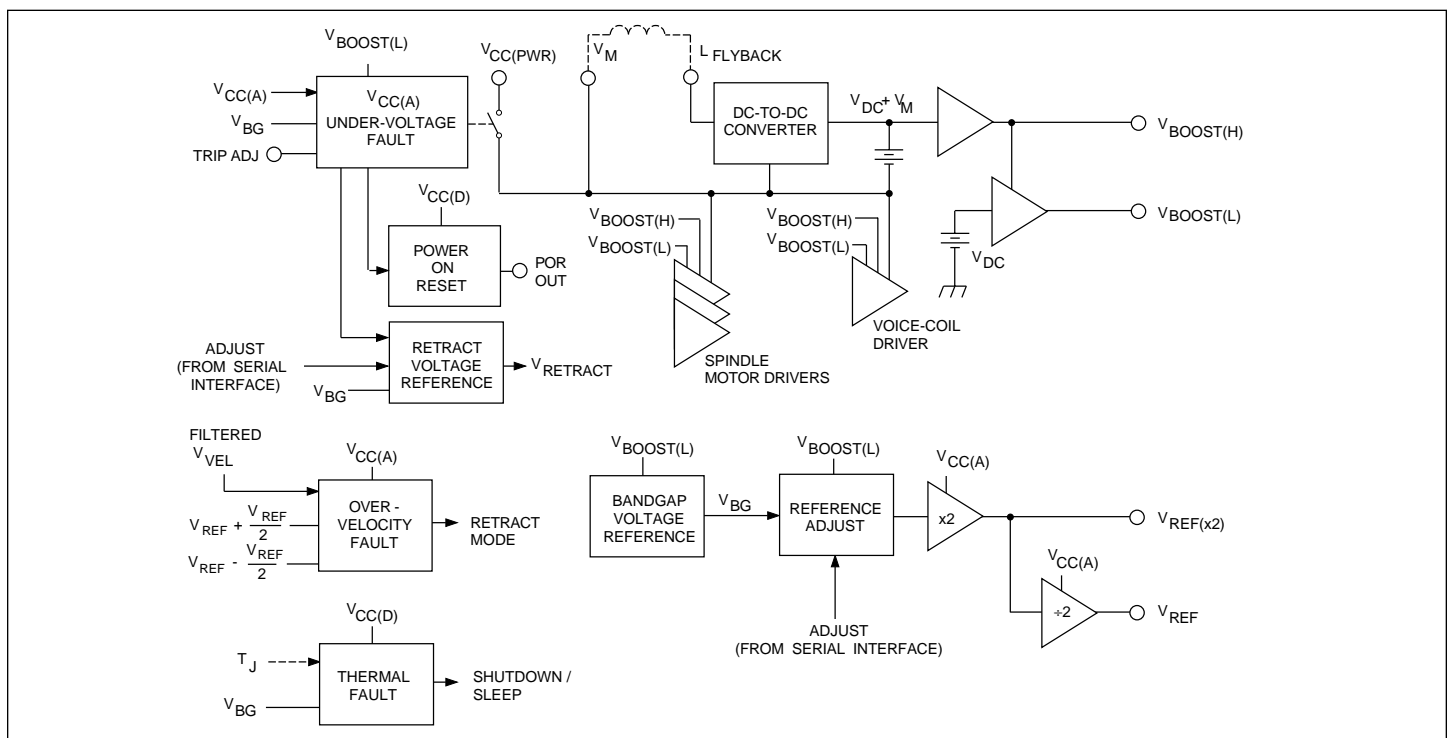 VBOOST(L)
VCC(A)
VBG
TRIP ADJ
VCC(A)
UNDER-VOLTAGE
FAULT
VCC(PWR)
VM
L FLYBACK
DC-TO-DC
CONVERTER
VDC + VM
VBOOST(H)
VBOOST(L)
VDC
VCC(D)
POWER
ON
RESET
POR
OUT
VBOOST(H)
VBOOST(L)
SPINDLE
MOTOR DRIVERS
VBOOST(H)
VBOOST(L)
VOICE-COIL
DRIVER
ADJUST
(FROM SERIAL
INTERFACE)
VBG
RETRACT
VOLTAGE
REFERENCE
VRETRACT
FILTERED
VVEL
VCC(A)
VREF + VREF/2
VREF - VREF/2
OVER -
VELOCITY
FAULT
RETRACT
MODE
VBOOST(L)
BANDGAP
VOLTAGE
REFERENCE
VBG
VBOOST(L)
REFERENCE
ADJUST
ADJUST
(FROM SERIAL INTERFACE)
VCC(A)
x2
VREF(x2)
VCC(A)
÷2
VREF
VCC(D)
TJ
VBG
THERMAL
FAULT
SHUTDOWN /
SLEEP